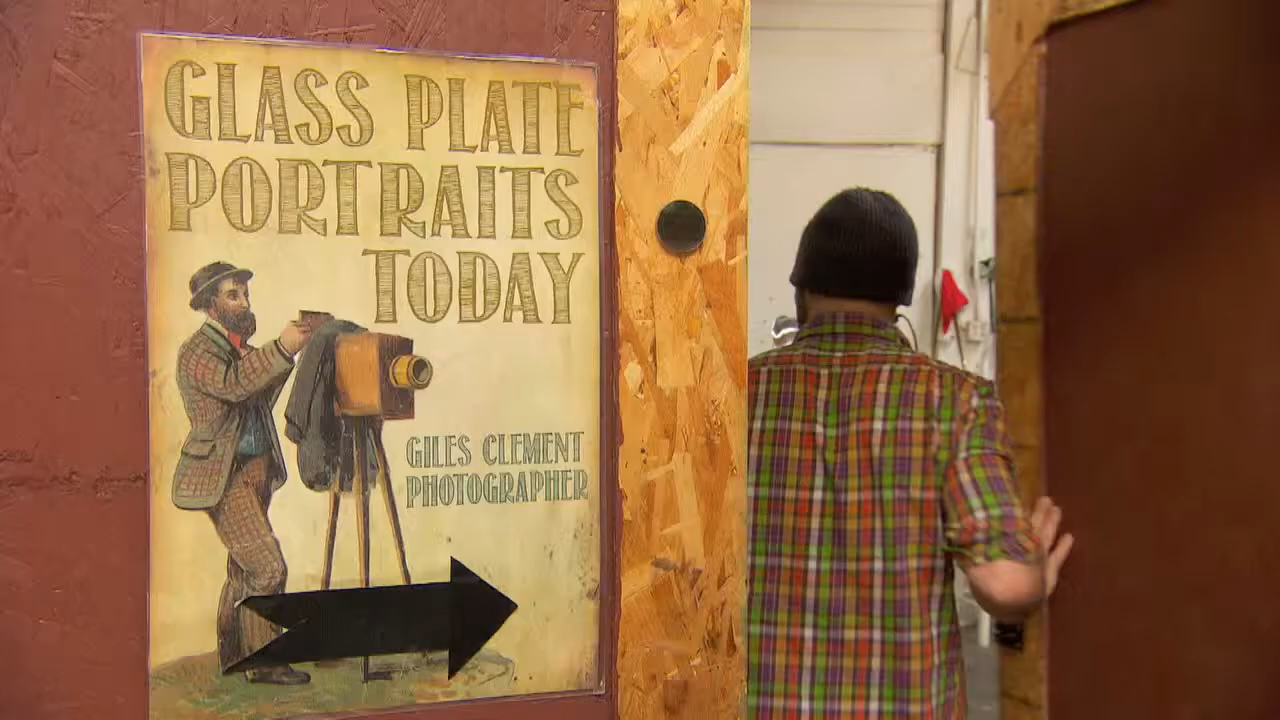 GLASS PLATE
PORTRAITS
TODAY
GILES CLEMENT
PHOTOGRAPHER